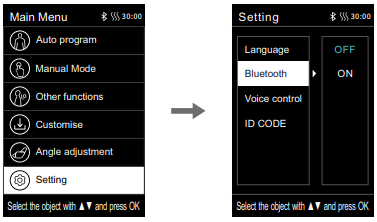 Main Menu 30:00
Auto program
Manual Mode
Other functions
Customise
Angle adjustment
Setting
Select the object with ▲▼ and press OK
Setting 30:00
Language
Bluetooth
Voice control
ID CODE
OFF
ON
Select the object with ▲▼ and press OK